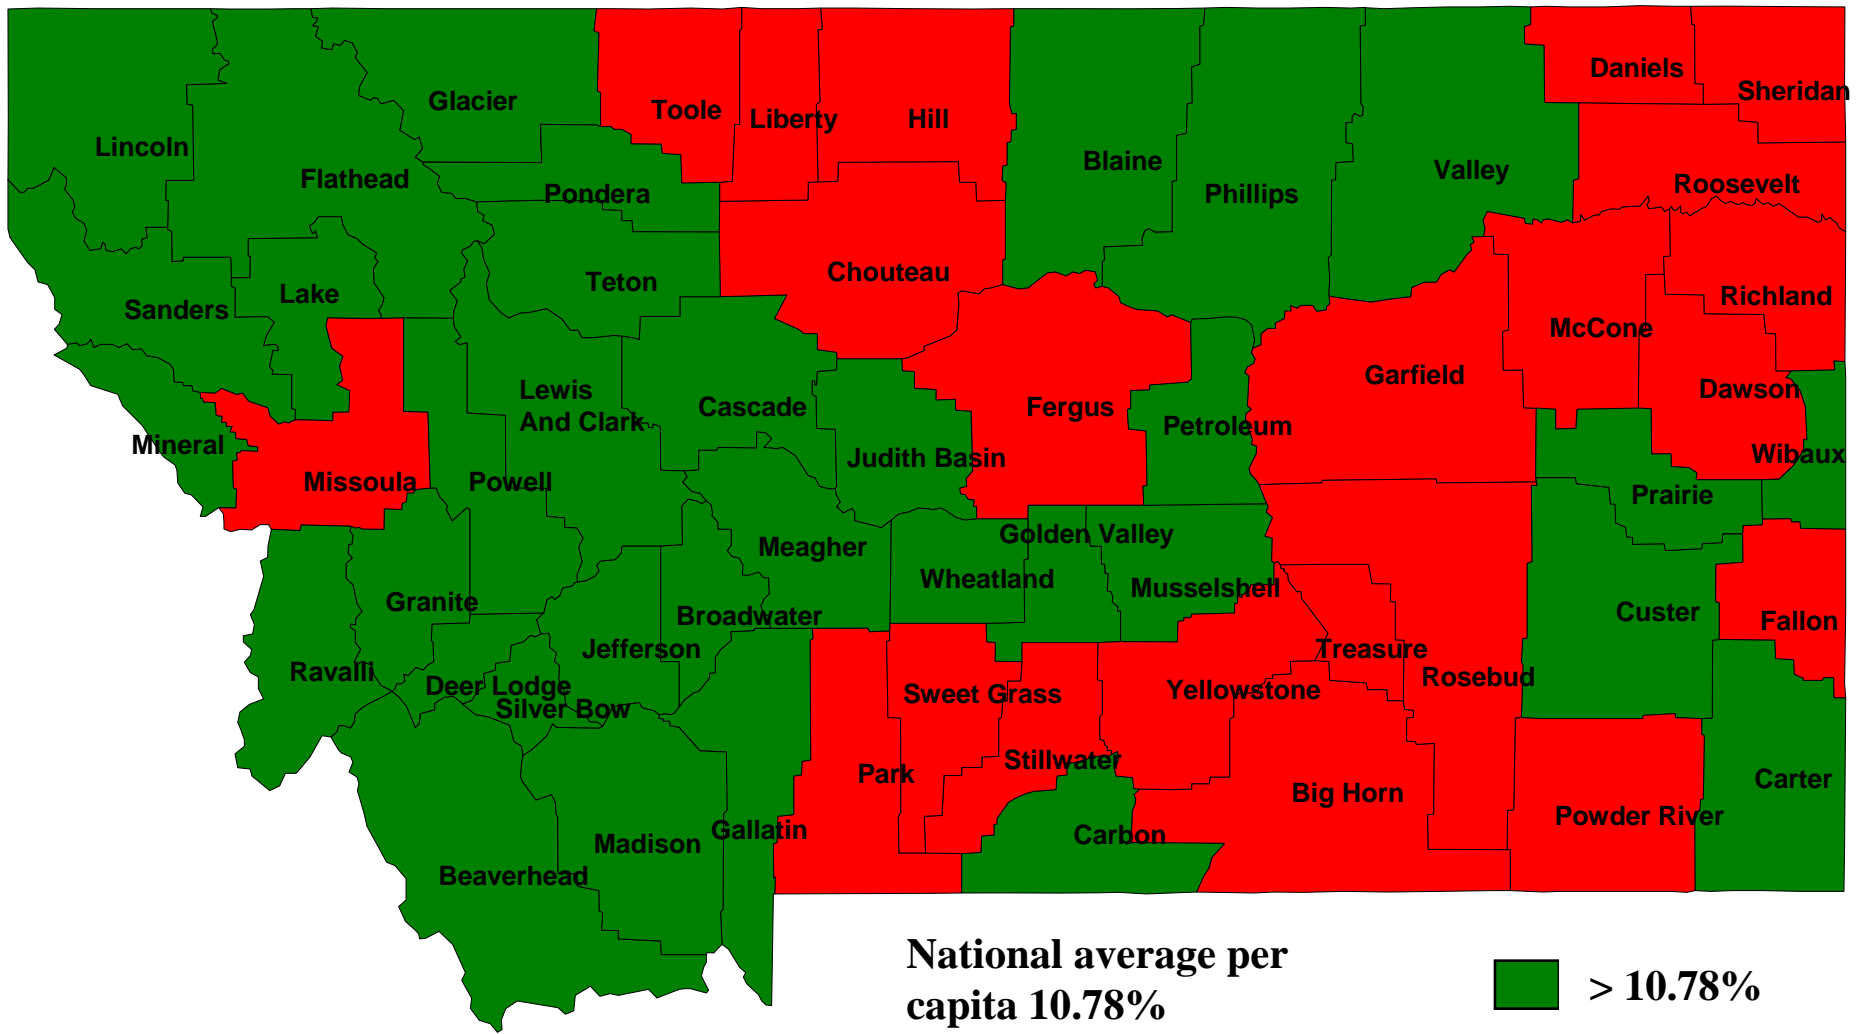 Daniels
Sheridan
Glacier
Toole
Liberty
Hill
Lincoln
Blaine
Flathead
Pondera
Phillips
Valley
Roosevelt
Chouteau
Teton
Lake
Sanders
Richland
McCone
Garfield
Dawson
Lewis
And Clark
Cascade
Fergus
Petroleum
Mineral
Judith Basin
Wibaux
Missoula
Powell
Prairie
Golden Valley
Meagher
Wheatland
Musselshell
Granite
Broadwater
Custer
Fallon
Jefferson
Treasure
Ravalli
Deer Lodge
Silver Bow
Sweet Grass
Yellowstone
Rosebud
Stillwater
Park
Big Horn
Carter
Powder River
Gallatin
Carbon
Madison
Beaverhead
National average per
capita 10.78%
> 10.78%